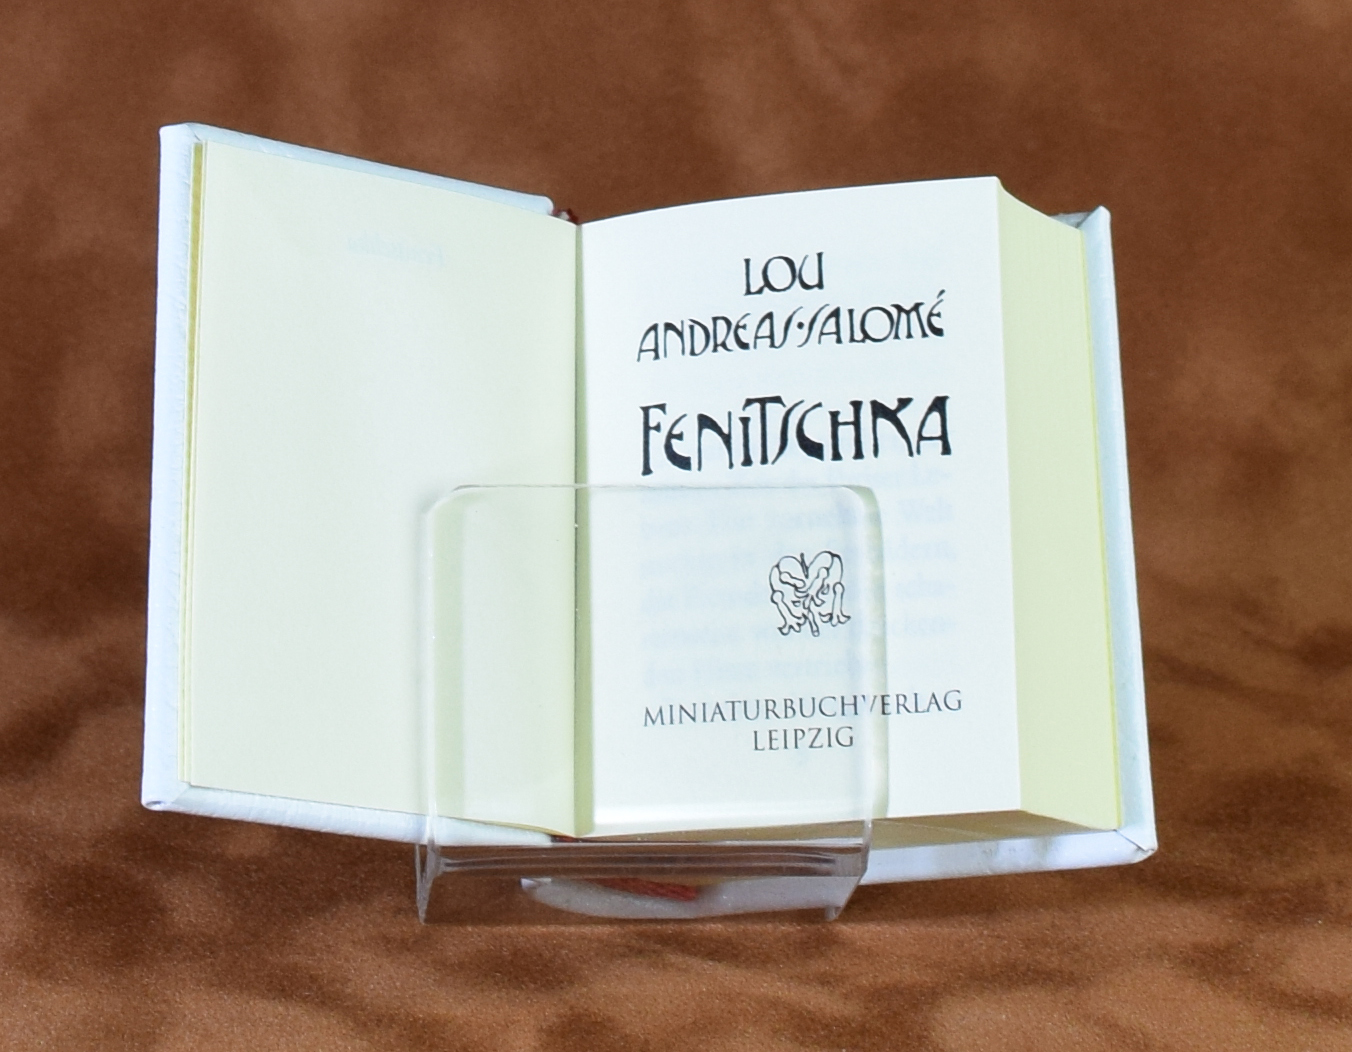 LOU
ANDREAS·SALOMÉ
FENITSCHKA
MINIATURBUCHVERLAG
LEIPZIG